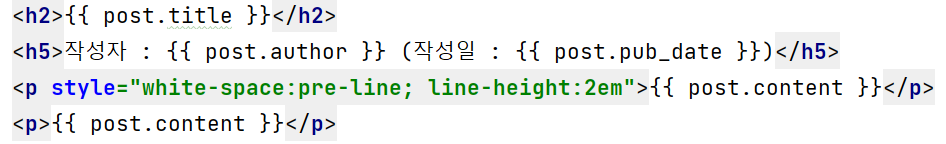 <h2>{{ post.title }}</h2>
<h5>작성자 : {{ post.author }} (작성일 : {{ post.pub_date }})</h5>
<p style="white-space:pre-line; line-height:2em">{{ post.content }}</p>
<p>{{ post.content }}</p>